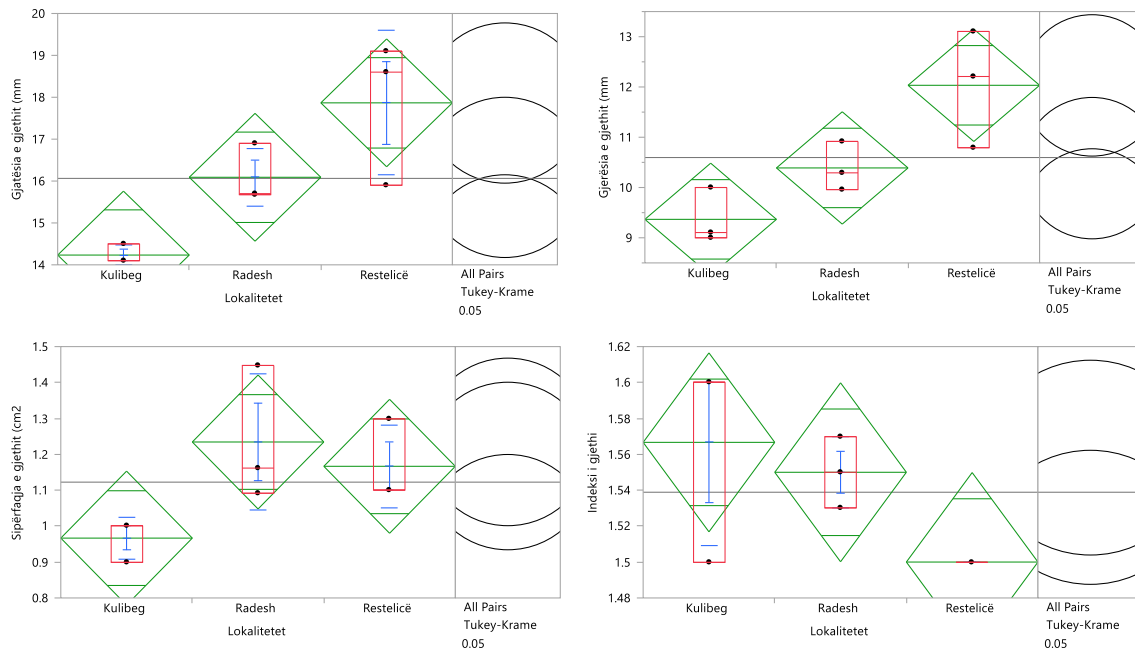 Gjatësia e gjethit (mm
20
19
18
17
16
15
14
Kulibeg
Radesh
Restelicë
Lokalitetet
All Pairs
Tukey-Krame
0.05
Gjerësia e gjethit (mm
13
12
11
10
9
Kulibeg
Radesh
Restelicë
Lokalitetet
All Pairs
Tukey-Krame
0.05
Sipërfaqja e gjethit (cm2
1.5
1.4
1.3
1.2
1.1
1
0.9
0.8
Kulibeg
Radesh
Restelicë
Lokalitetet
All Pairs
Tukey-Krame
0.05
Indeksi i gjethi
1.62
1.6
1.58
1.56
1.54
1.52
1.5
1.48
Kulibeg
Radesh
Restelicë
Lokalitetet
All Pairs
Tukey-Krame
0.05